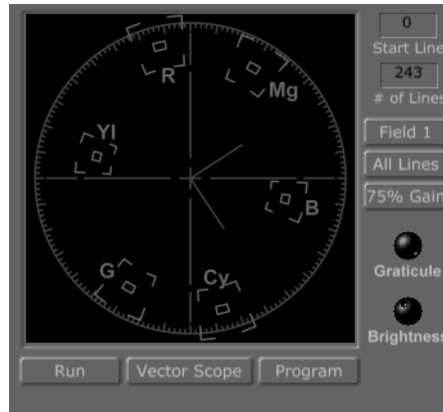 0
Start Line
243
# of Lines
Field 1
All Lines
75% Gain
Graticule
Brightness
R
Mg
Yl
B
G
Cy
Run
Vector Scope
Program